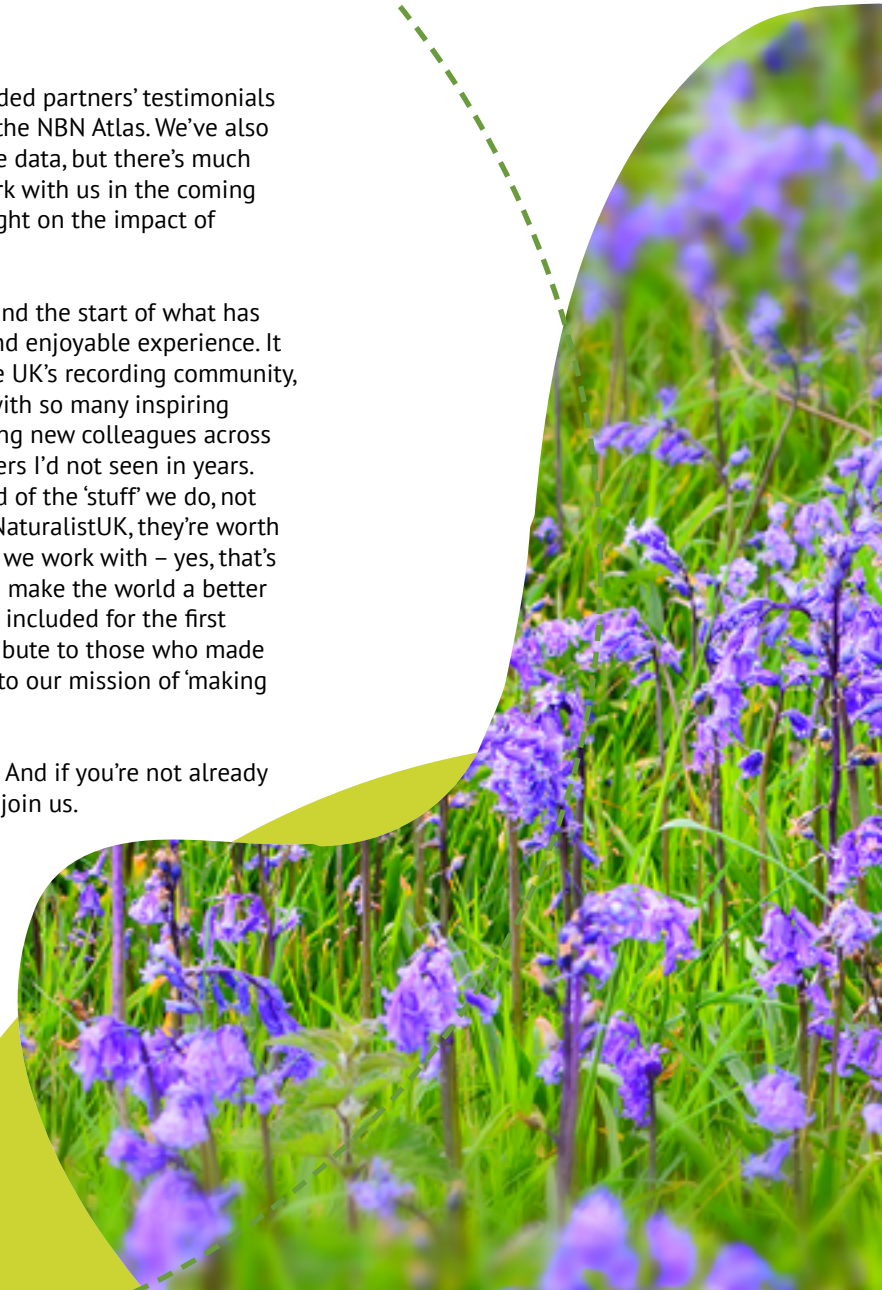 ded partners’ testimonials
the NBN Atlas. We’ve also
e data, but there’s much
rk with us in the coming
ght on the impact of
nd the start of what has
nd enjoyable experience. It
e UK’s recording community,
with so many inspiring
ng new colleagues across
ers I’d not seen in years.
d of the ‘stuff’ we do, not
NaturalistUK, they’re worth
we work with – yes, that’s
make the world a better
included for the first
bute to those who made
to our mission of ‘making
And if you’re not already
join us.